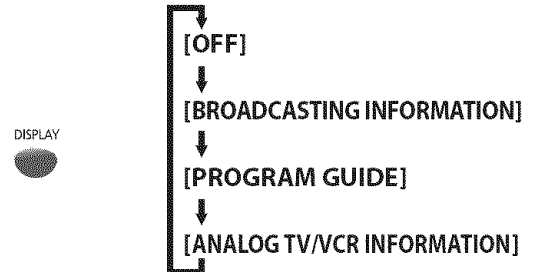 [OFF]
[BROADCASTING INFORMATION]
DISPLAY
[PROGRAM GUIDE]
[ANALOG TV/VCR INFORMATION]